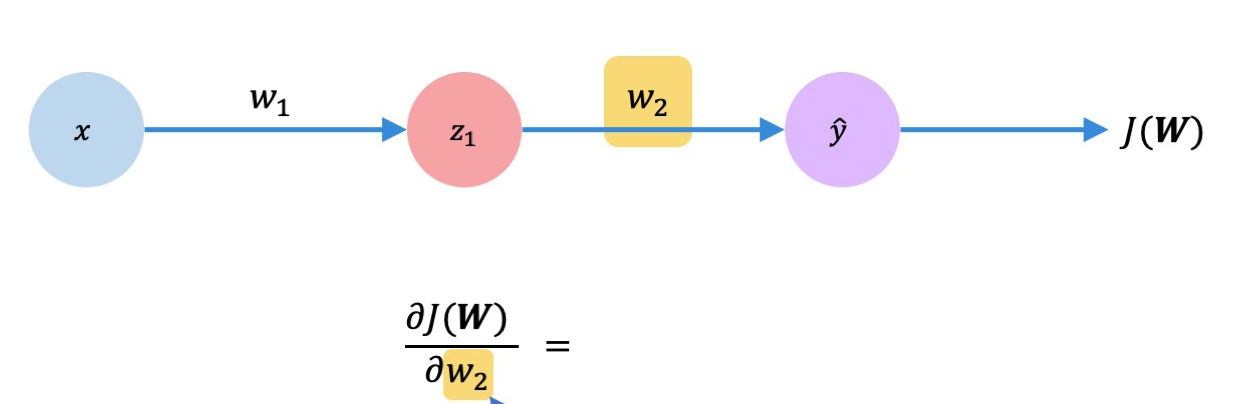 w₁ w₂
x z₁ ŷ J(W)
∂J(W)
∂w₂ =